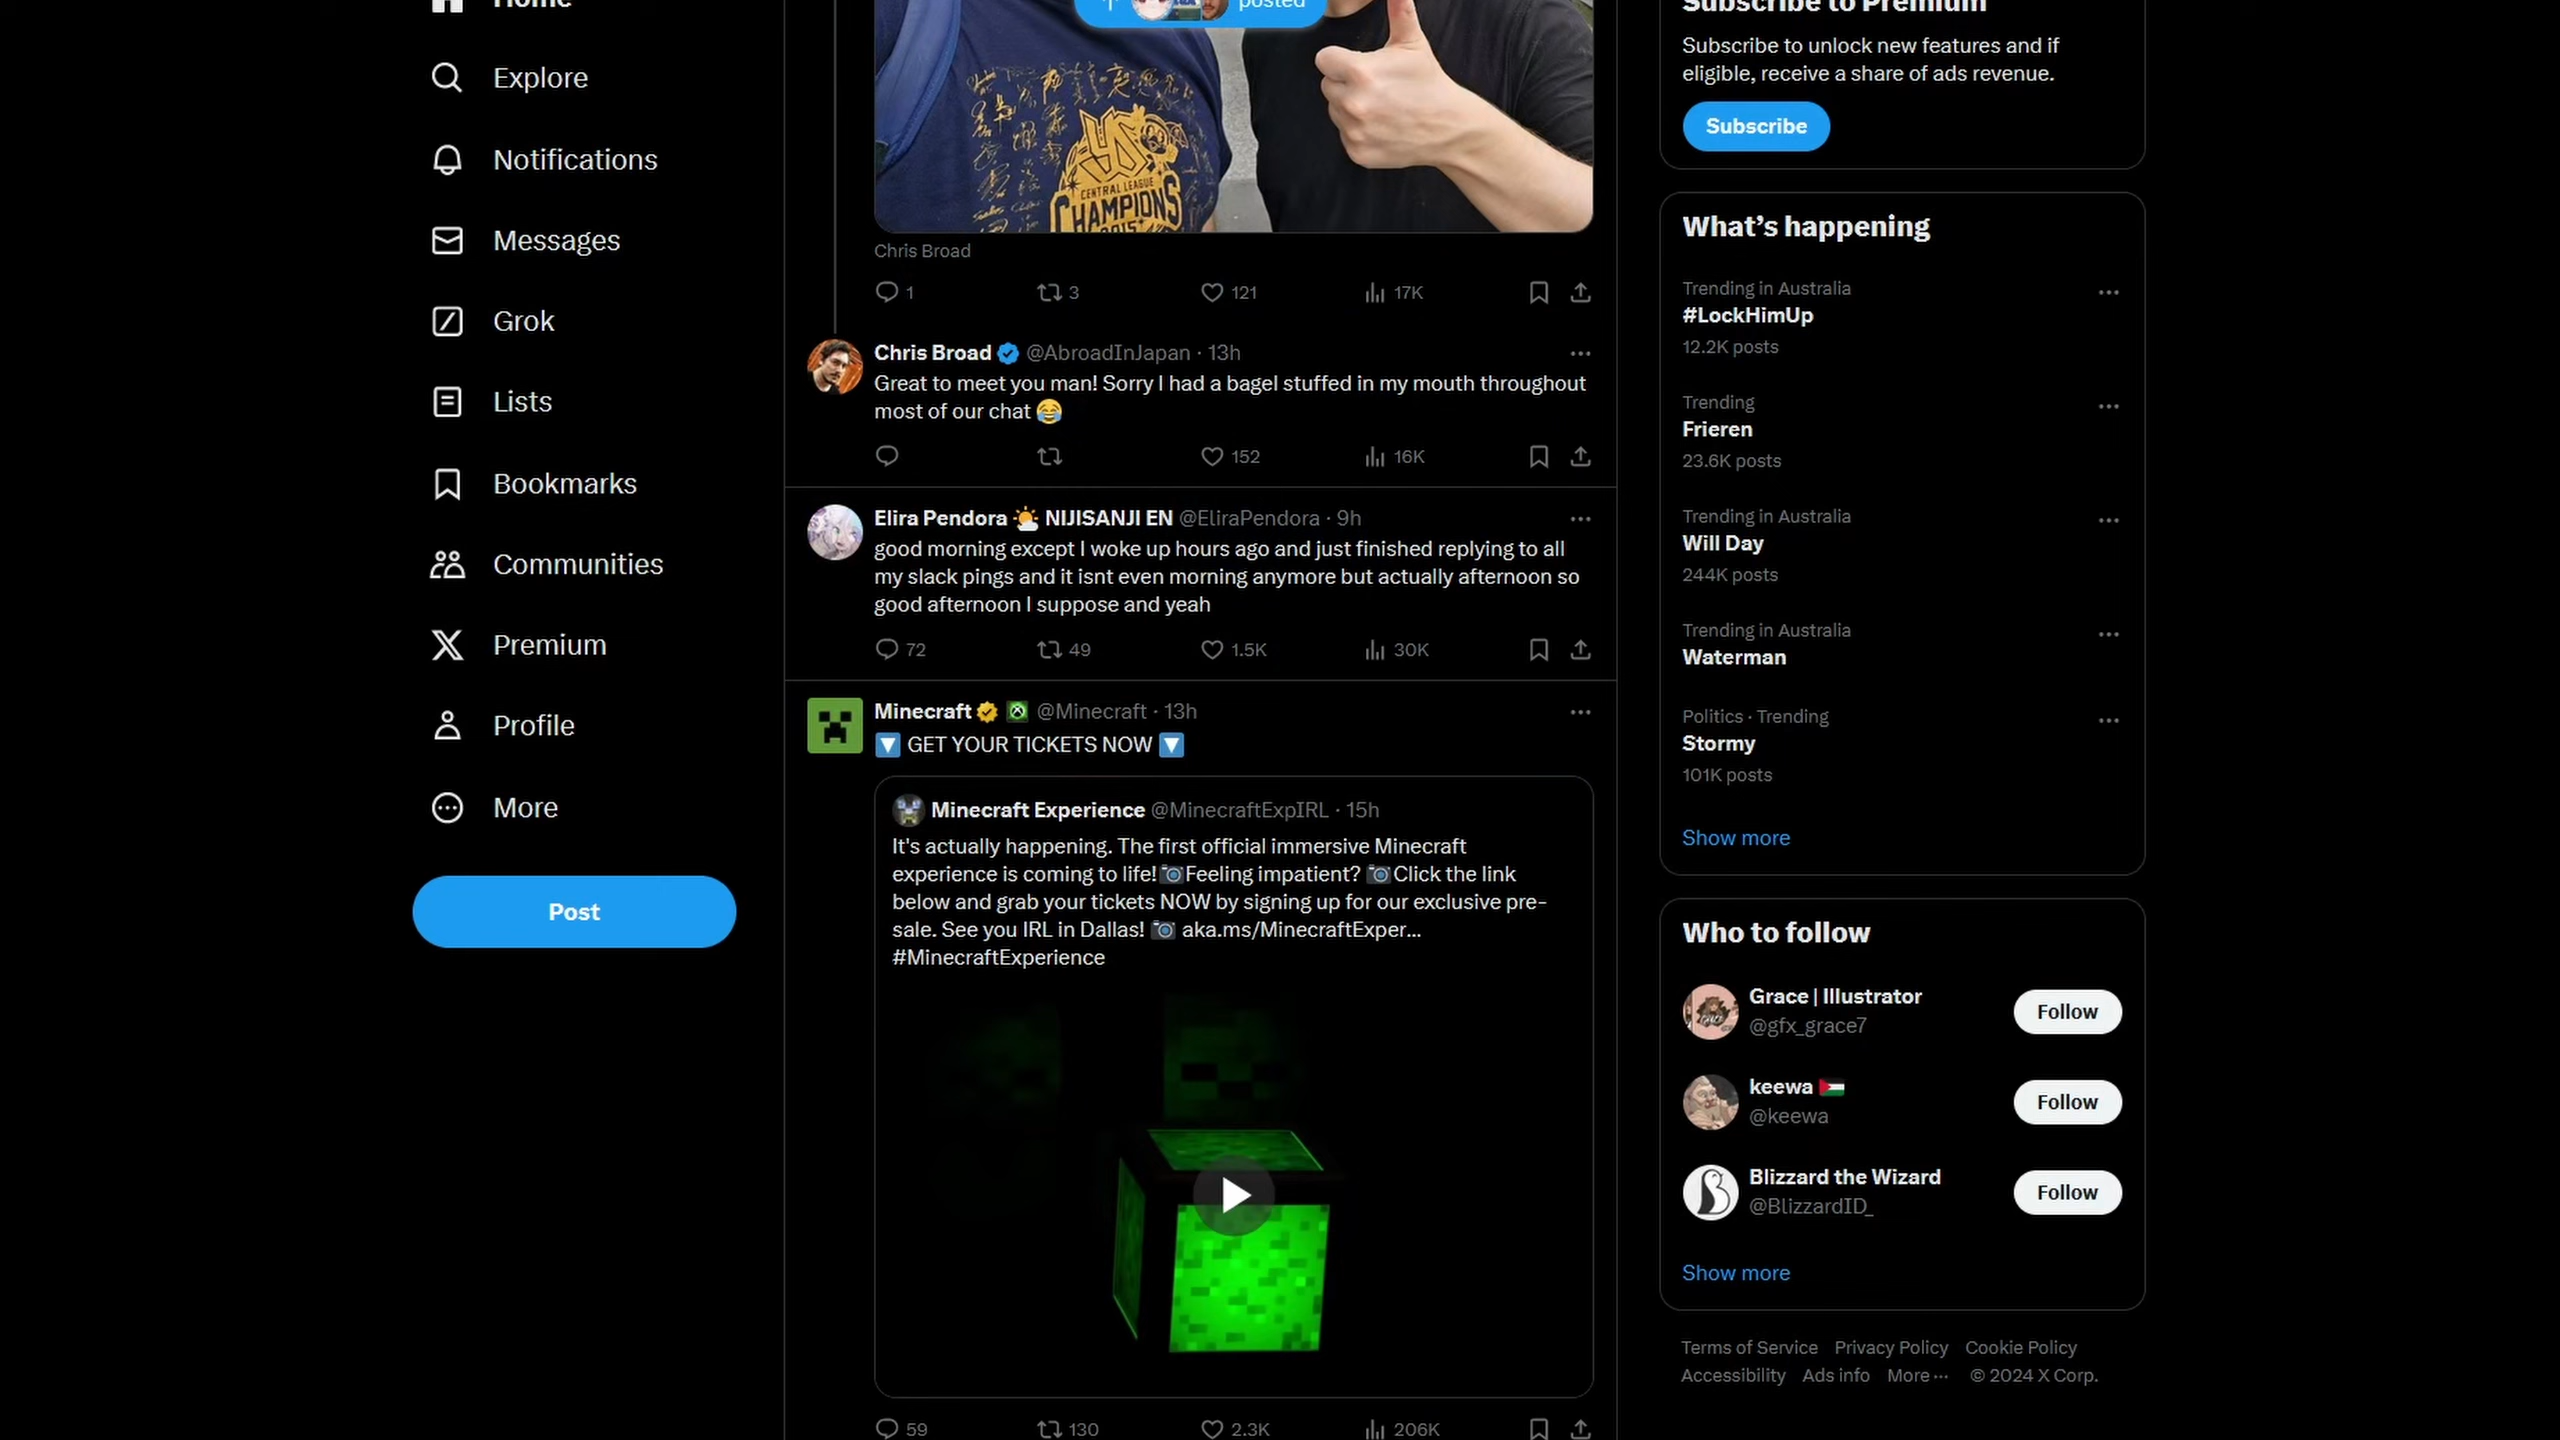 Home
Explore
Notifications
Messages
Grok
Lists
Bookmarks
Communities
Premium
Profile
More
Post
posted
CENTRAL LEAGUE
CHAMPIONS
2015
Chris Broad
1 3 121 17K
Chris Broad @AbroadInJapan · 13h
Great to meet you man! Sorry I had a bagel stuffed in my mouth throughout
most of our chat 😂
152 16K
Elira Pendora 🌤️ NIJISANJI EN @EliraPendora · 9h
good morning except I woke up hours ago and just finished replying to all
my slack pings and it isnt even morning anymore but actually afternoon so
good afternoon I suppose and yeah
72 49 1.5K 30K
Minecraft @Minecraft · 13h
🔽 GET YOUR TICKETS NOW 🔽
Minecraft Experience @MinecraftExpIRL · 15h
It's actually happening. The first official immersive Minecraft
experience is coming to life!📷Feeling impatient? 📷Click the link
below and grab your tickets NOW by signing up for our exclusive pre-
sale. See you IRL in Dallas! 📷 aka.ms/MinecraftExper...
#MinecraftExperience
59 130 2.3K 206K
Subscribe to Premium
Subscribe to unlock new features and if
eligible, receive a share of ads revenue.
Subscribe
What's happening
Trending in Australia
#LockHimUp
12.2K posts
Trending
Frieren
23.6K posts
Trending in Australia
Will Day
244K posts
Trending in Australia
Waterman
Politics · Trending
Stormy
101K posts
Show more
Who to follow
Grace | Illustrator
@gfx_grace7
Follow
keewa 🇵🇸
@keewa
Follow
Blizzard the Wizard
@BlizzardID_
Follow
Show more
Terms of Service Privacy Policy Cookie Policy
Accessibility Ads info More ··· © 2024 X Corp.